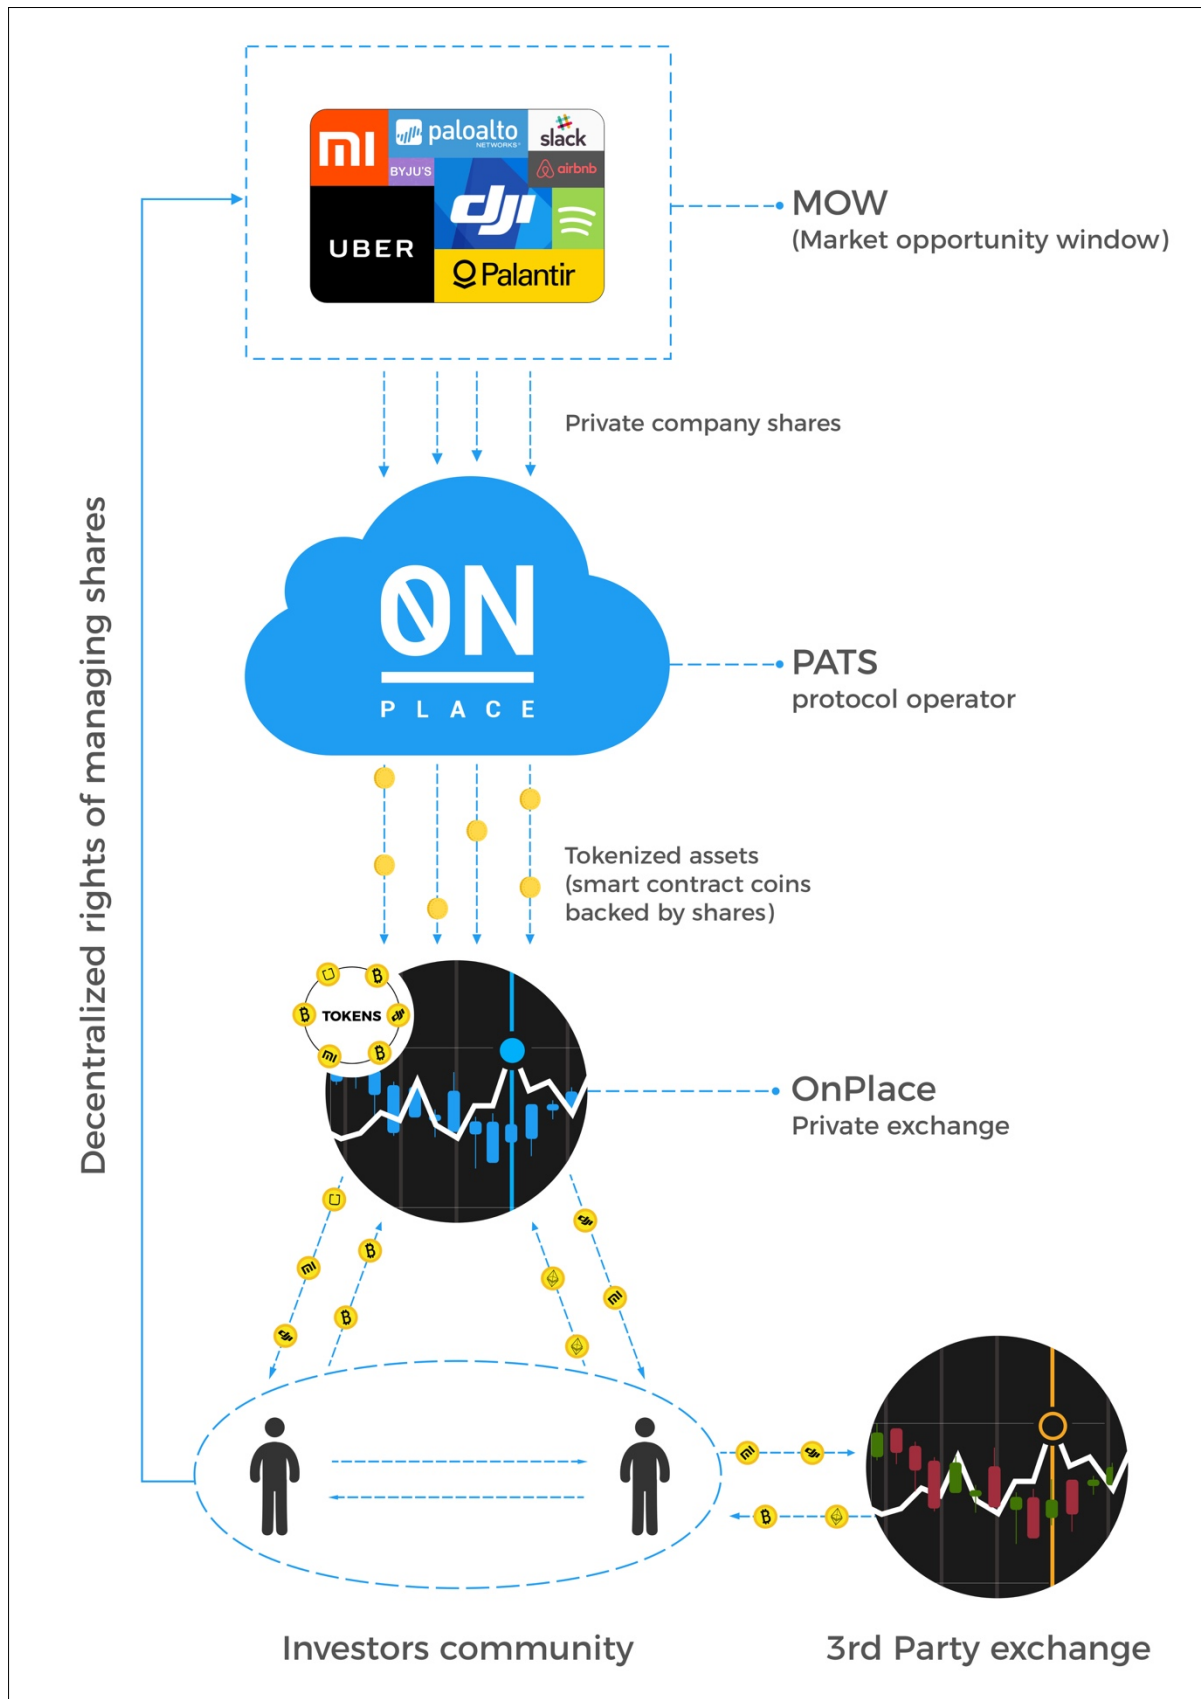 paloalto
NETWORKS
slack
BYJU'S
airbnb
UBER
dji
Palantir
MOW
(Market opportunity window)
Private company shares
Decentralized rights of managing shares
ON
PLACE
PATS
protocol operator
Tokenized assets
(smart contract coins
backed by shares)
TOKENS
OnPlace
Private exchange
Investors community
3rd Party exchange